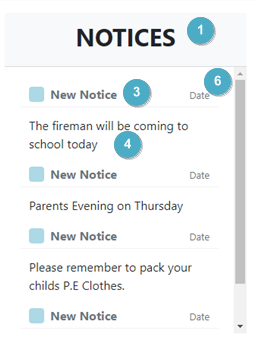 NOTICES 1
6
New Notice 3 Date
The fireman will be coming to
school today 4
New Notice Date
Parents Evening on Thursday
New Notice Date
Please remember to pack your
childs P.E Clothes.
New Notice Date